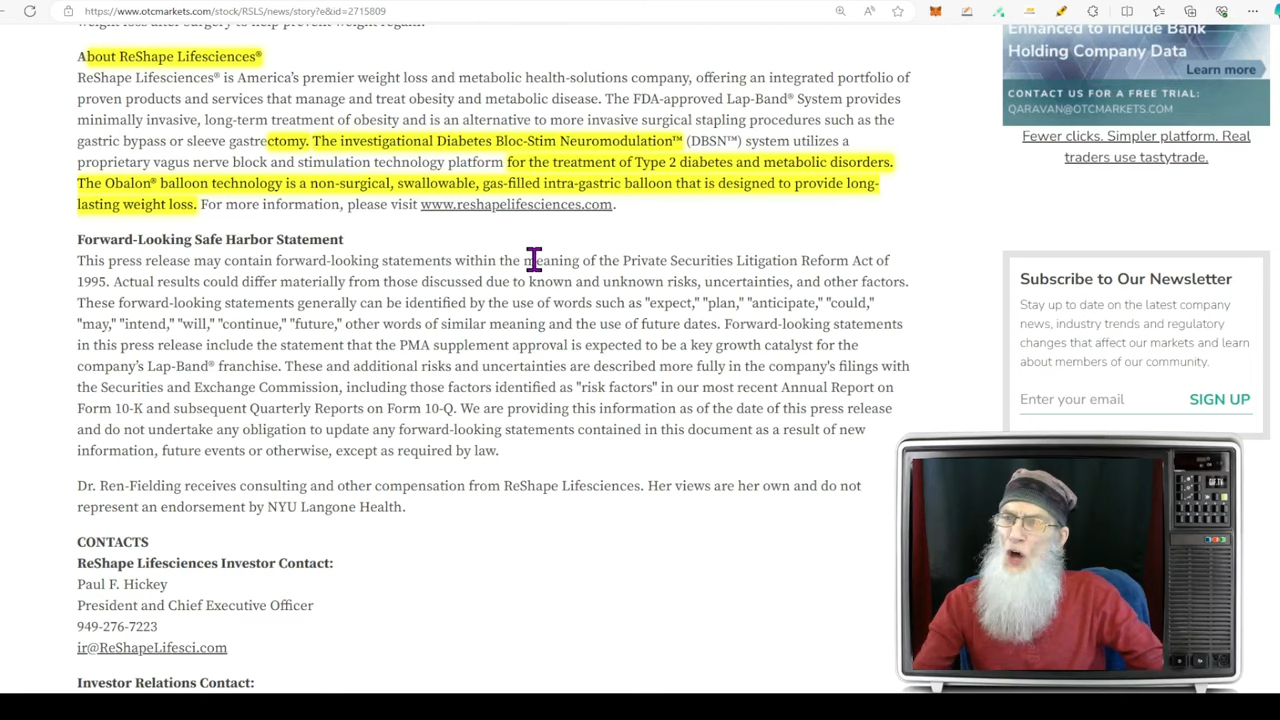 https://www.otcmarkets.com/stock/RSLS/news/story?e&id=2715809
About ReShape Lifesciences®
ReShape Lifesciences® is America's premier weight loss and metabolic health-solutions company, offering an integrated portfolio of
proven products and services that manage and treat obesity and metabolic disease. The FDA-approved Lap-Band® System provides
minimally invasive, long-term treatment of obesity and is an alternative to more invasive surgical stapling procedures such as the
gastric bypass or sleeve gastrectomy. The investigational Diabetes Bloc-Stim Neuromodulation™ (DBSN™) system utilizes a
proprietary vagus nerve block and stimulation technology platform for the treatment of Type 2 diabetes and metabolic disorders.
The Obalon® balloon technology is a non-surgical, swallowable, gas-filled intra-gastric balloon that is designed to provide long-
lasting weight loss. For more information, please visit www.reshapelifesciences.com.
Forward-Looking Safe Harbor Statement
This press release may contain forward-looking statements within the meaning of the Private Securities Litigation Reform Act of
1995. Actual results could differ materially from those discussed due to known and unknown risks, uncertainties, and other factors.
These forward-looking statements generally can be identified by the use of words such as "expect," "plan," "anticipate," "could,"
"may," "intend," "will," "continue," "future," other words of similar meaning and the use of future dates. Forward-looking statements
in this press release include the statement that the PMA supplement approval is expected to be a key growth catalyst for the
company's Lap-Band® franchise. These and additional risks and uncertainties are described more fully in the company's filings with
the Securities and Exchange Commission, including those factors identified as "risk factors" in our most recent Annual Report on
Form 10-K and subsequent Quarterly Reports on Form 10-Q. We are providing this information as of the date of this press release
and do not undertake any obligation to update any forward-looking statements contained in this document as a result of new
information, future events or otherwise, except as required by law.
Dr. Ren-Fielding receives consulting and other compensation from ReShape Lifesciences. Her views are her own and do not
represent an endorsement by NYU Langone Health.
CONTACTS
ReShape Lifesciences Investor Contact:
Paul F. Hickey
President and Chief Executive Officer
949-276-7223
ir@ReShapeLifesci.com
Investor Relations Contact:
Enhanced to Include Bank
Holding Company Data
Learn more
CONTACT US FOR A FREE TRIAL:
QARAVAN@OTCMARKETS.COM
Fewer clicks. Simpler platform. Real
traders use tastytrade.
Subscribe to Our Newsletter
Stay up to date on the latest company
news, industry trends and regulatory
changes that affect our markets and learn
about members of our community.
Enter your email SIGN UP